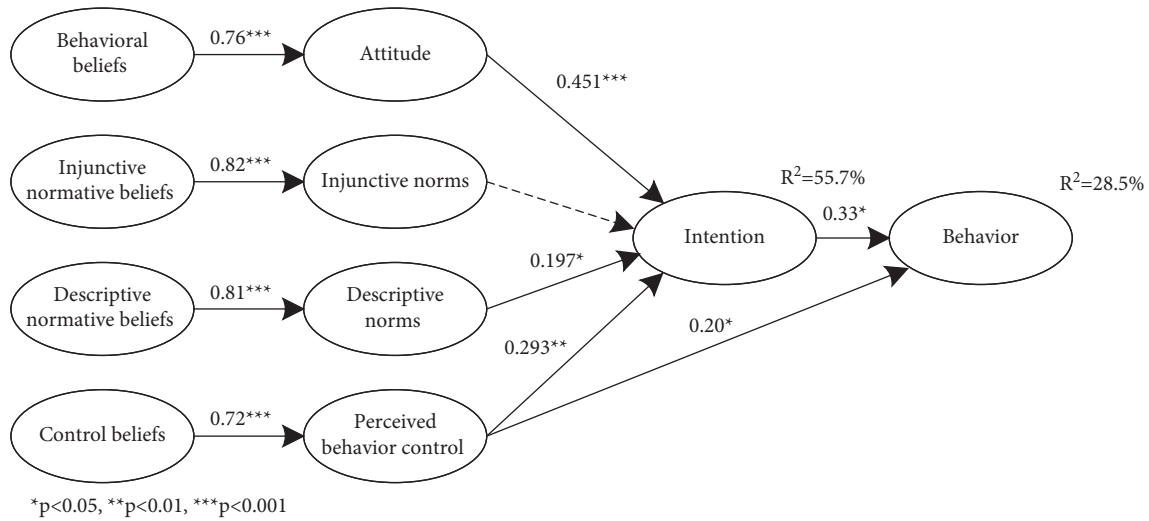 Behavioral
beliefs
0.76***
Attitude
0.451***
Injunctive
normative beliefs
0.82***
Injunctive norms
R²=55.7%
R²=28.5%
Intention
0.33*
Behavior
Descriptive
normative beliefs
0.81***
Descriptive
norms
0.197*
0.293**
0.20*
Control beliefs
0.72***
Perceived
behavior control
*p<0.05, **p<0.01, ***p<0.001